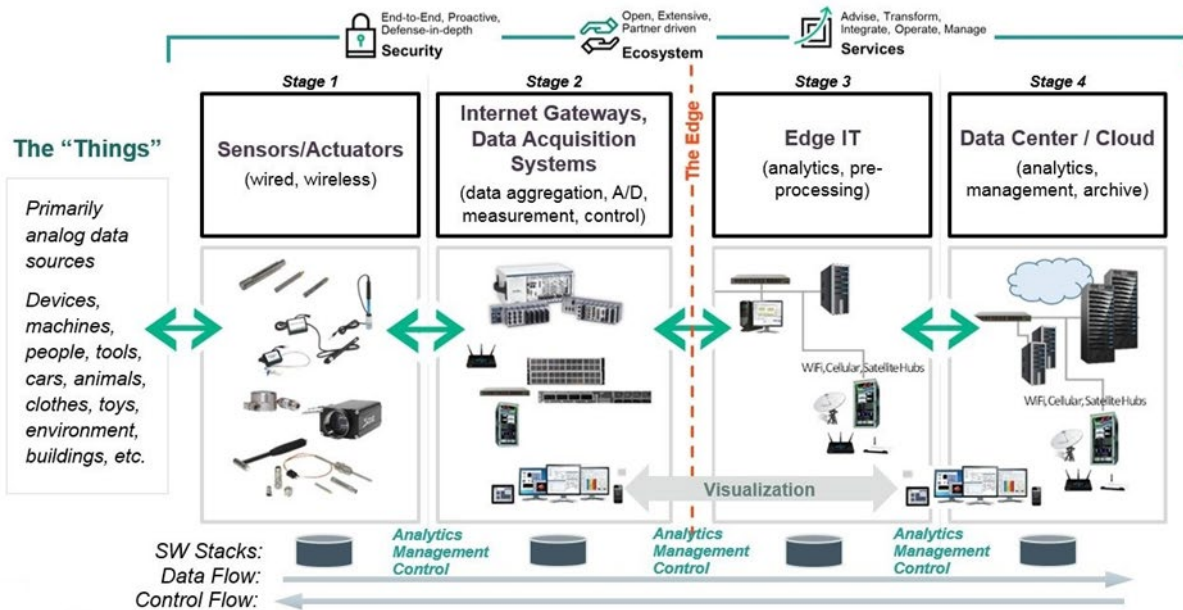 End-to-End, Proactive,
Defense-in-depth
Security
Open, Extensive,
Partner driven
Ecosystem
Advise, Transform,
Integrate, Operate, Manage
Services
Stage 1
Stage 2
Stage 3
Stage 4
The "Things"
Primarily
analog data
sources
Devices,
machines,
people, tools,
cars, animals,
clothes, toys,
environment,
buildings, etc.
Sensors/Actuators
(wired, wireless)
Internet Gateways,
Data Acquisition
Systems
(data aggregation, A/D,
measurement, control)
The Edge
Edge IT
(analytics, pre-
processing)
Data Center / Cloud
(analytics,
management, archive)
WiFi, Cellular, Satellite Hubs
WiFi, Cellular, Satellite Hubs
Visualization
Analytics
Management
Control
Analytics
Management
Control
Analytics
Management
Control
SW Stacks:
Data Flow:
Control Flow: